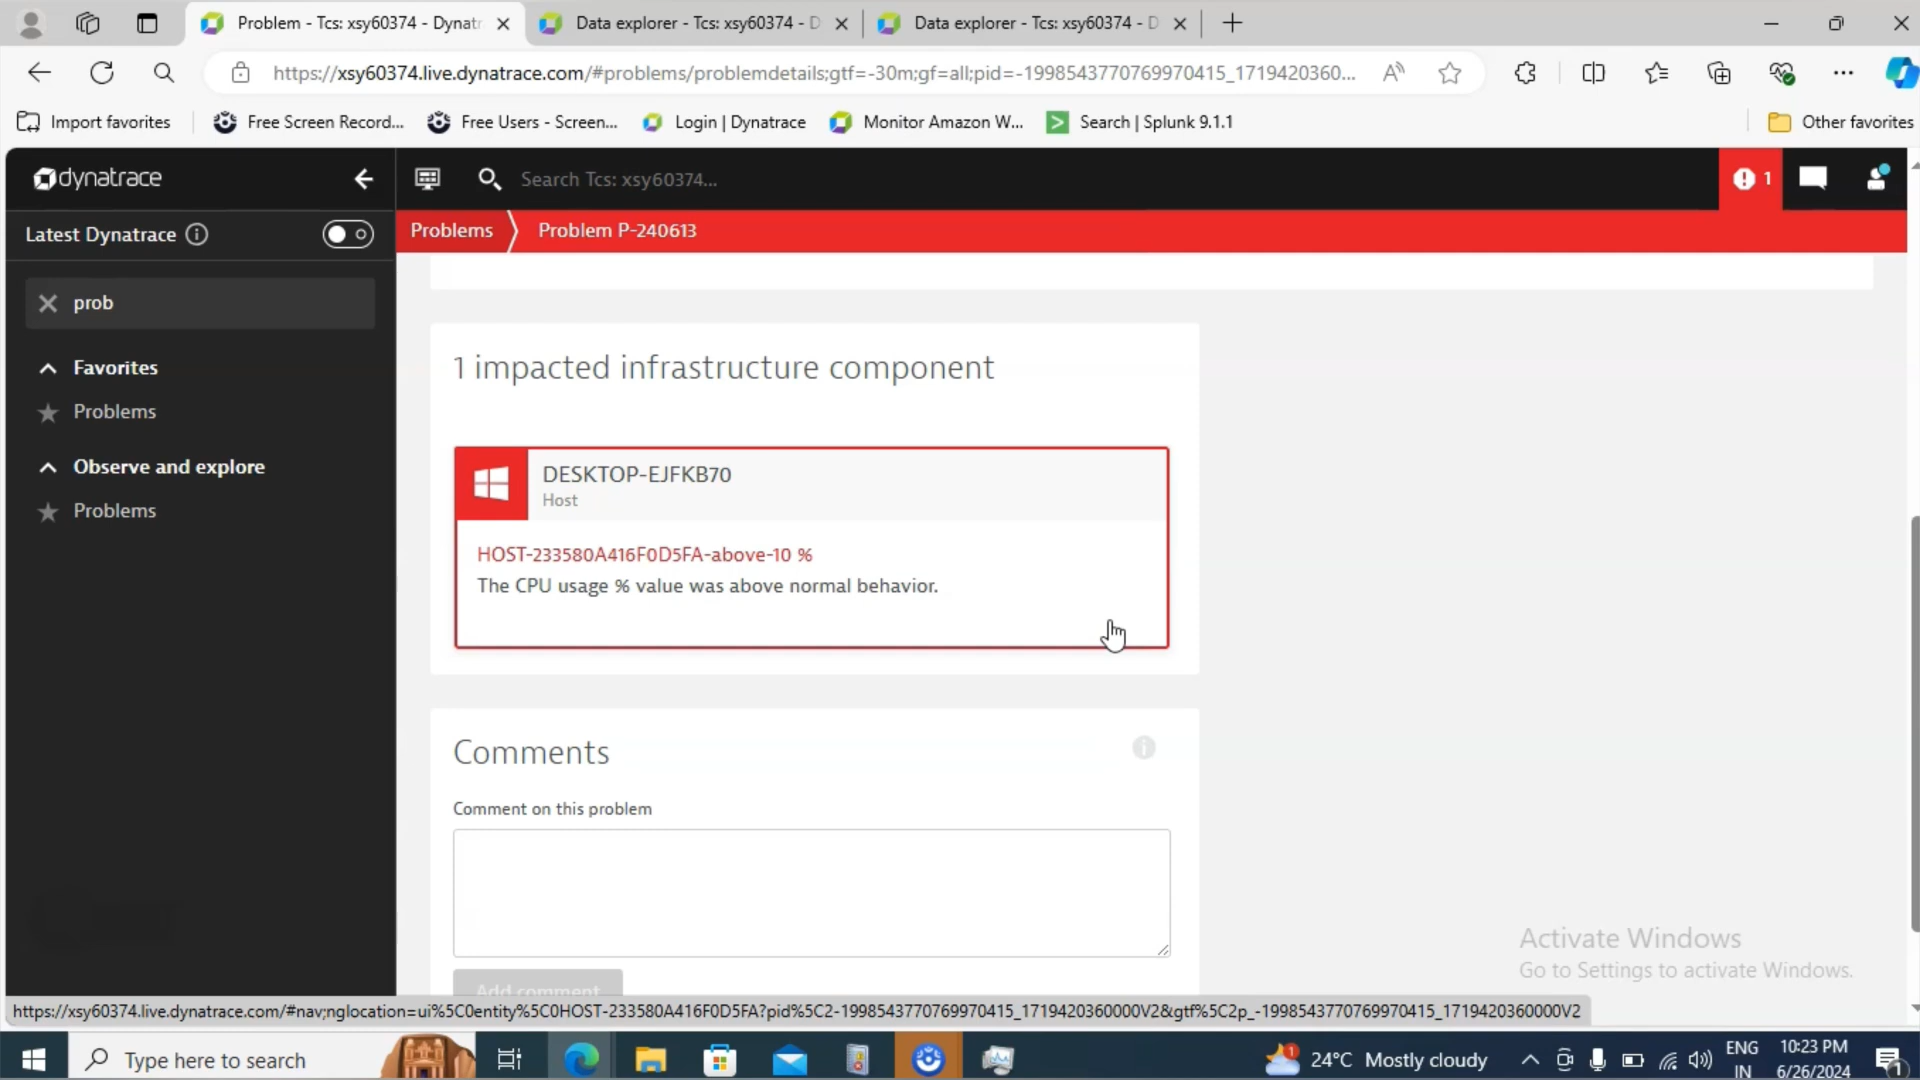 Problem - Tcs: xsy60374 - Dynatr
Data explorer - Tcs: xsy60374 - D
Data explorer - Tcs: xsy60374 - D
https://xsy60374.live.dynatrace.com/#problems/problemdetails;gtf=-30m;gf=all;pid=-1998543770769970415_1719420360...
Import favorites
Free Screen Record...
Free Users - Screen...
Login | Dynatrace
Monitor Amazon W...
Search | Splunk 9.1.1
Other favorites
dynatrace
Search Tcs: xsy60374...
1
Latest Dynatrace
Problems
Problem P-240613
prob
Favorites
Problems
Observe and explore
Problems
1 impacted infrastructure component
DESKTOP-EJFKB70
Host
HOST-233580A416F0D5FA-above-10 %
The CPU usage % value was above normal behavior.
Comments
Comment on this problem
Add comment
Activate Windows
Go to Settings to activate Windows.
https://xsy60374.live.dynatrace.com/#nav;nglocation=ui%5C0entity%5C0HOST-233580A416F0D5FA?pid%5C2-1998543770769970415_1719420360000V2&gtf%5C2p_-1998543770769970415_1719420360000V2
Type here to search
24°C Mostly cloudy
ENG
IN
10:23 PM
6/26/2024
1